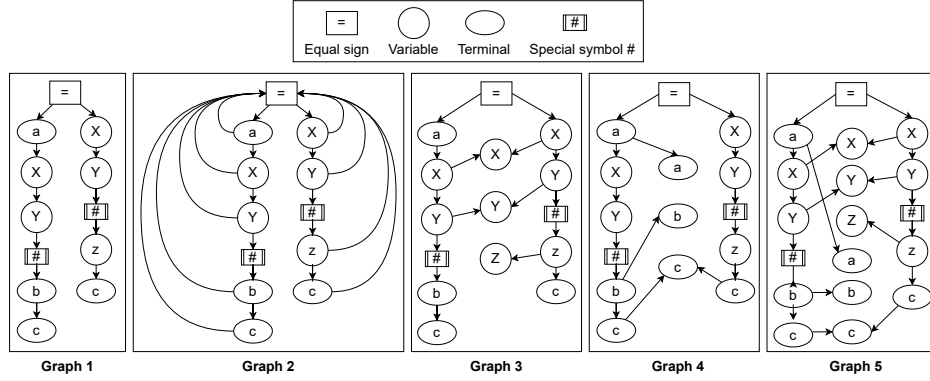 = # 
Equal sign Variable Terminal Special symbol #
= = = = =
a X a X a X a X a X
X Y X Y X X Y a X Y X Y X
Y # Y # Y Y # Y b # Y Y #
# z # z # Z z # c z # Z z
b c b c b c b c b a b c
c c c c c c
Graph 1 Graph 2 Graph 3 Graph 4 Graph 5